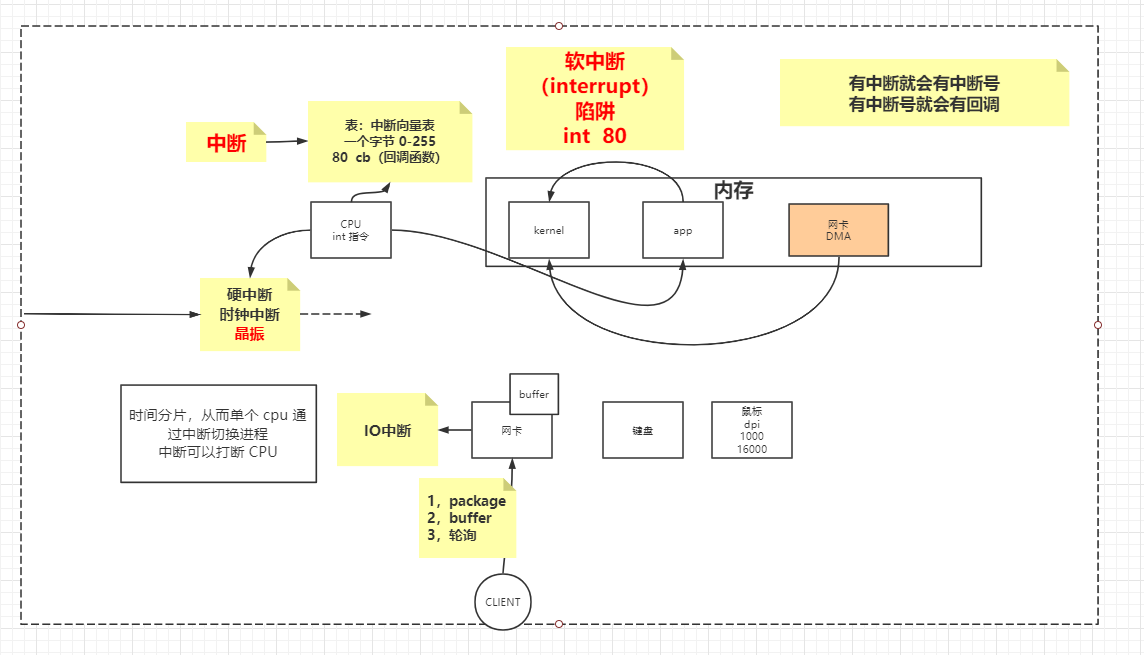 软中断
（interrupt）
陷阱
int 80
有中断就会有中断号
有中断号就会有回调
中断
表：中断向量表
一个字节 0-255
80 cb（回调函数）
内存
CPU
int 指令
kernel
app
网卡
DMA
硬中断
时钟中断
晶振
时间分片，从而单个 cpu 通
过中断切换进程
中断可以打断 CPU
IO中断
buffer
网卡
键盘
鼠标
dpi
1000
16000
1，package
2，buffer
3，轮询
CLIENT